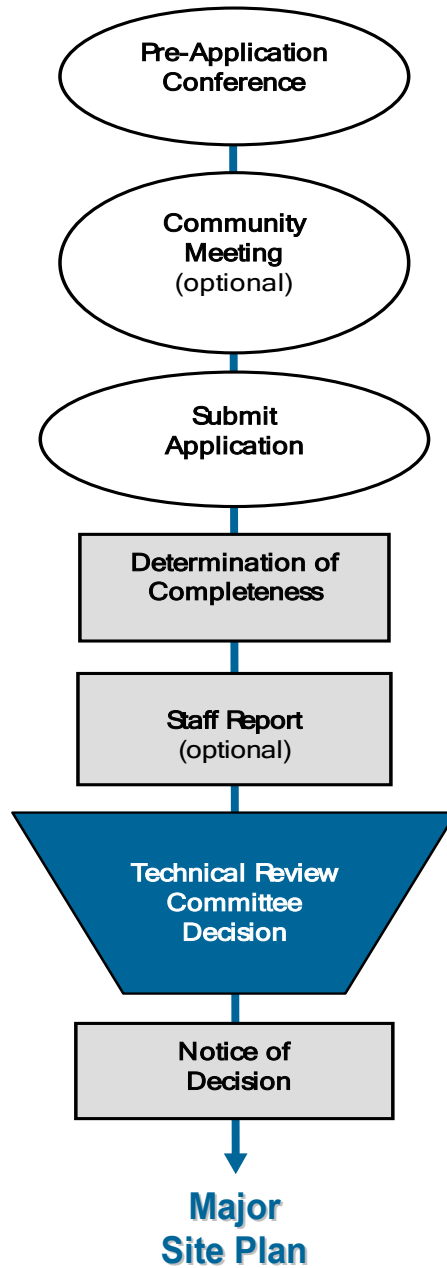 Pre-Application
Conference
Community
Meeting
(optional)
Submit
Application
Determination of
Completeness
Staff Report
(optional)
Technical Review
Committee
Decision
Notice of
Decision
Major
Site Plan